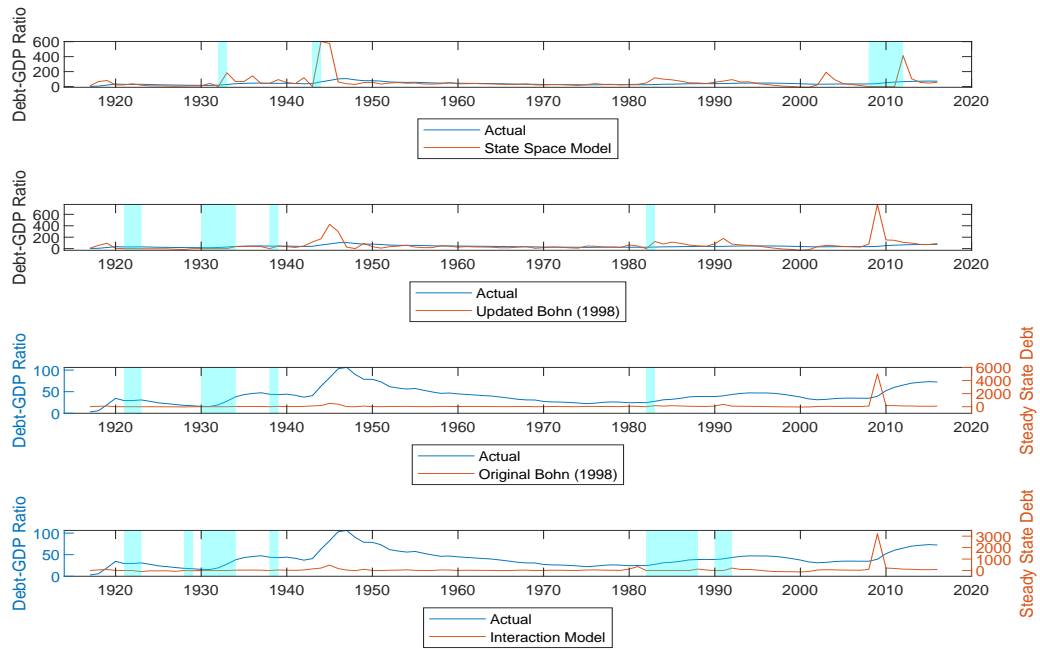 Debt-GDP Ratio
600
400
200
0
1920 1930 1940 1950 1960 1970 1980 1990 2000 2010 2020
Actual
State Space Model
Debt-GDP Ratio
600
400
200
0
1920 1930 1940 1950 1960 1970 1980 1990 2000 2010 2020
Actual
Updated Bohn (1998)
Debt-GDP Ratio
100
50
0
6000
4000
2000
0
Steady State Debt
1920 1930 1940 1950 1960 1970 1980 1990 2000 2010 2020
Actual
Original Bohn (1998)
Debt-GDP Ratio
100
50
0
3000
2000
1000
0
Steady State Debt
1920 1930 1940 1950 1960 1970 1980 1990 2000 2010 2020
Actual
Interaction Model